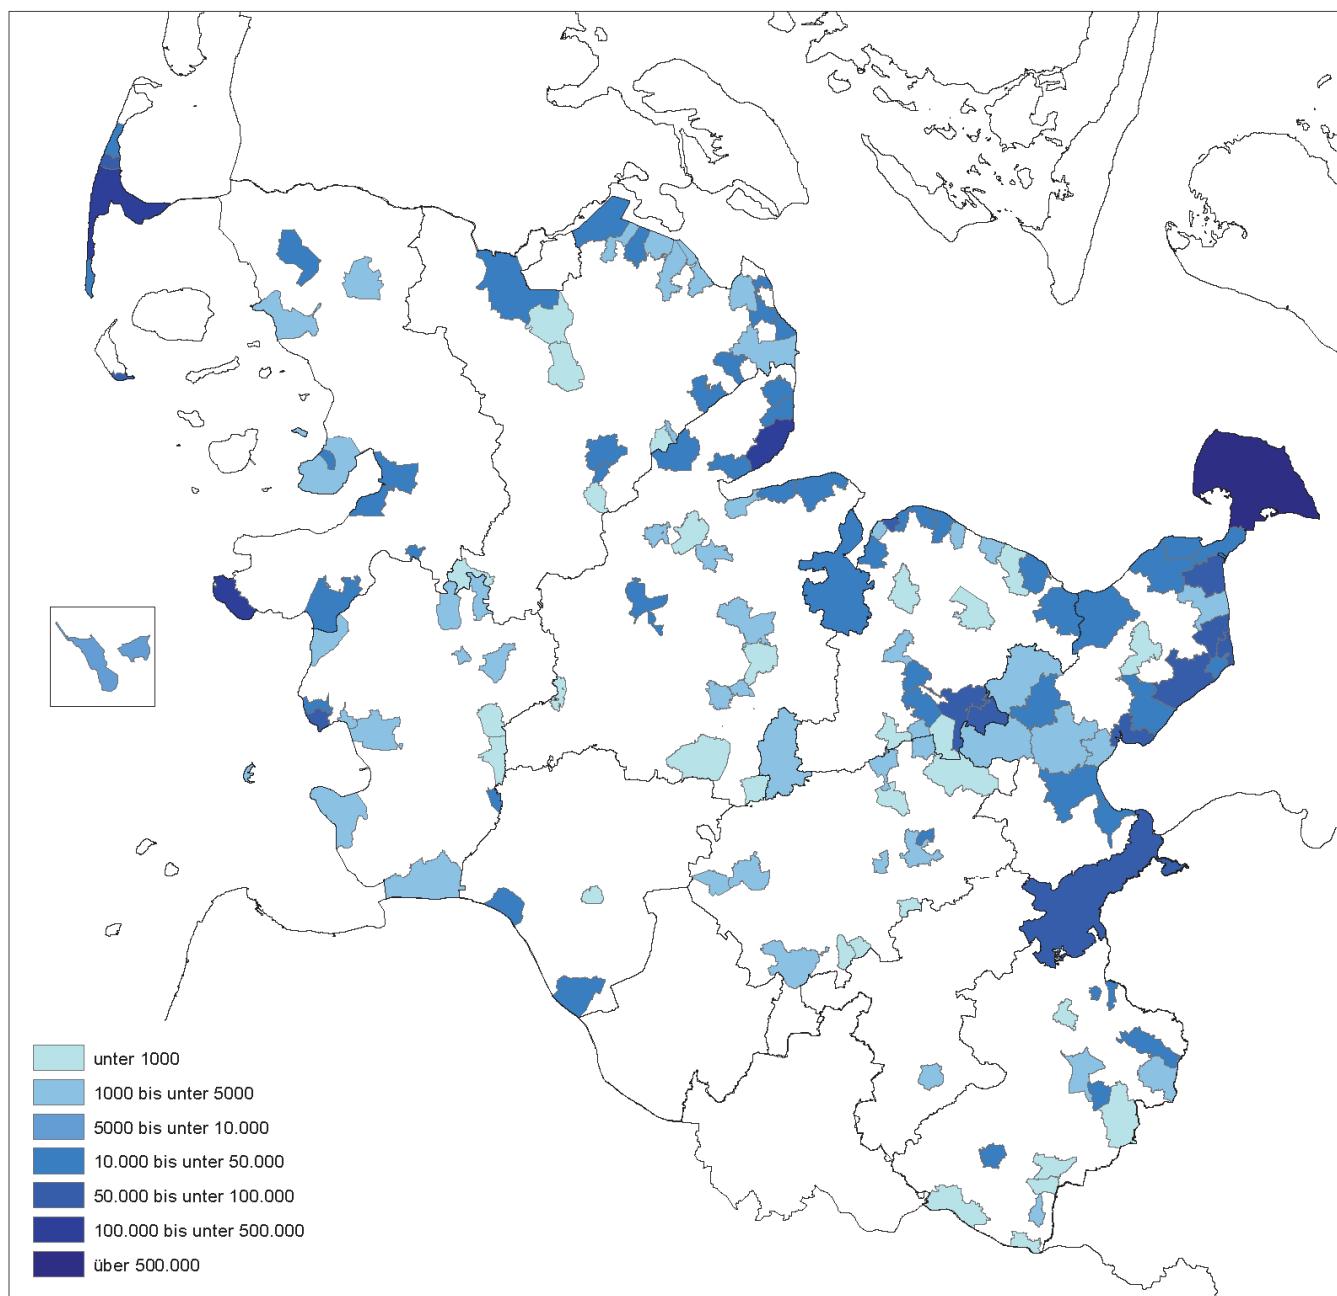 unter 1000
1000 bis unter 5000
5000 bis unter 10.000
10.000 bis unter 50.000
50.000 bis unter 100.000
100.000 bis unter 500.000
über 500.000